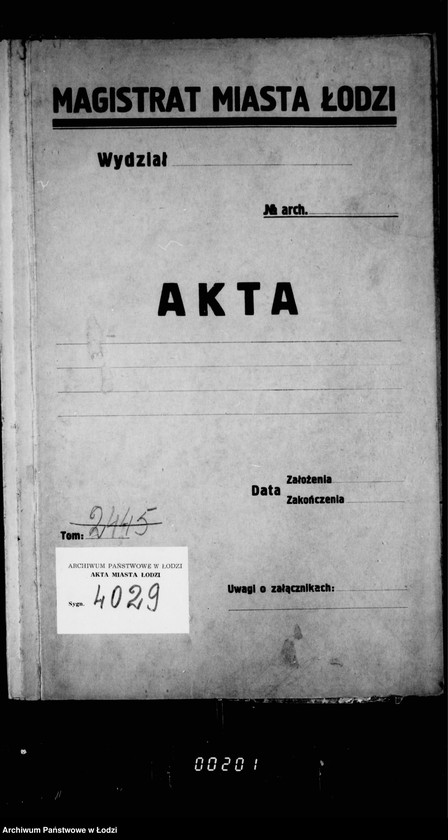 MAGISTRAT MIASTA ŁODZI
Wydział
№ arch.
AKTA
Data
Założenia
Zakończenia
2445
Tom:
ARCHIWUM PAŃSTWOWE W ŁODZI
AKTA MIASTA ŁODZI
Sygn. 4029
Uwagi o załącznikach:
00201
Archiwum Państwowe w Łodzi